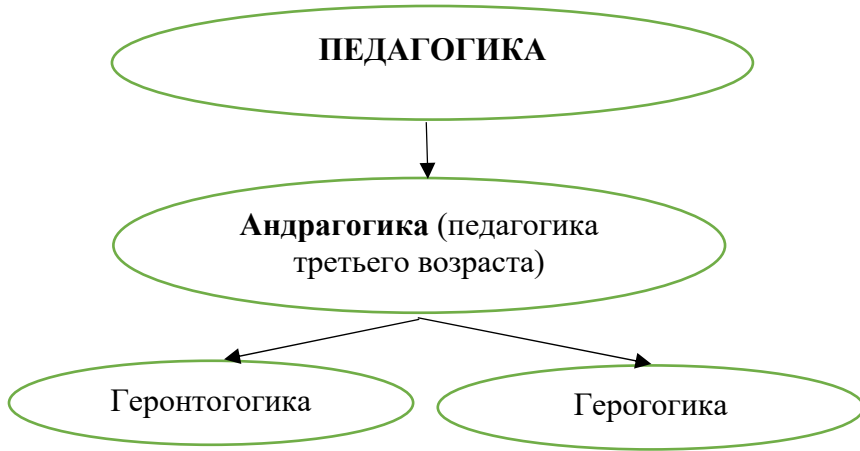 ПЕДАГОГИКА
Андрагогика (педагогика
третьего возраста)
Геронтогогика
Герогогика